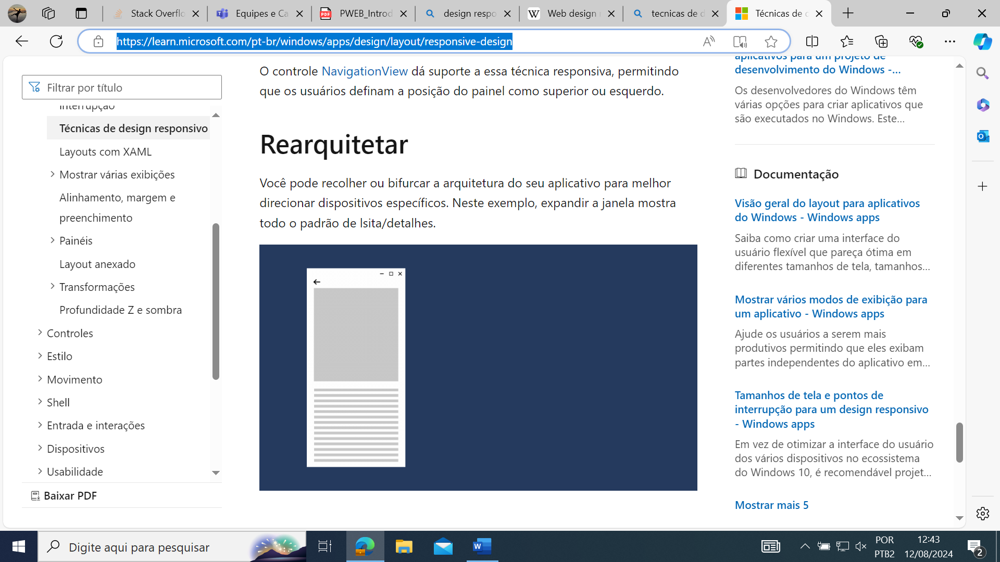 Stack Overflo
Equipes e Ca
PWEB_Introd
design respo
Web design r
tecnicas de d
Técnicas de d
https://learn.microsoft.com/pt-br/windows/apps/design/layout/responsive-design
Filtrar por título
interrupção
Técnicas de design responsivo
Layouts com XAML
Mostrar várias exibições
Alinhamento, margem e
preenchimento
Painéis
Layout anexado
Transformações
Profundidade Z e sombra
Controles
Estilo
Movimento
Shell
Entrada e interações
Dispositivos
Usabilidade
Baixar PDF
O controle NavigationView dá suporte a essa técnica responsiva, permitindo
que os usuários definam a posição do painel como superior ou esquerdo.
Rearquitetar
Você pode recolher ou bifurcar a arquitetura do seu aplicativo para melhor
direcionar dispositivos específicos. Neste exemplo, expandir a janela mostra
todo o padrão de lsita/detalhes.
aplicativos para um projeto de
desenvolvimento do Windows -...
Os desenvolvedores do Windows têm
várias opções para criar aplicativos que
são executados no Windows. Este...
Documentação
Visão geral do layout para aplicativos
do Windows - Windows apps
Saiba como criar uma interface do
usuário flexível que pareça ótima em
diferentes tamanhos de tela, tamanhos...
Mostrar vários modos de exibição para
um aplicativo - Windows apps
Ajude os usuários a serem mais
produtivos permitindo que eles exibam
partes independentes do aplicativo em...
Tamanhos de tela e pontos de
interrupção para um design responsivo
- Windows apps
Em vez de otimizar a interface do usuário
dos vários dispositivos no ecossistema
do Windows 10, é recomendável projet...
Mostrar mais 5
Digite aqui para pesquisar
POR
PTB2
12:43
12/08/2024
2